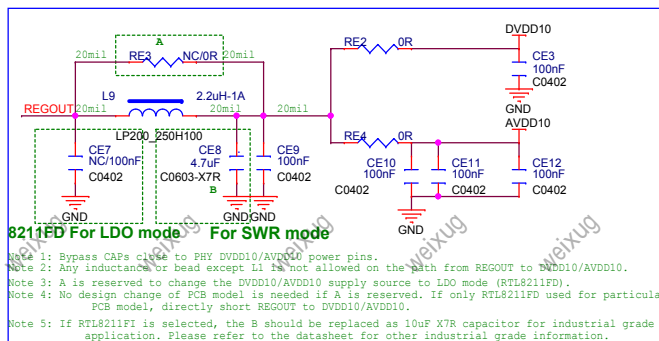 A
20mil RE3 NC/0R 20mil
RE2 0R
DVDD10
CE3
100nF
C0402
GND
L9 2.2uH-1A
REGOUT 20mil 20mil 20mil
LP200_250H100
CE7
NC/100nF
C0402
GND
CE8
4.7uF
C0603-X7R
B
GND
CE9
100nF
C0402
GND
RE4 0R
AVDD10
CE10
100nF
C0402
GND
CE11
100nF
C0402
CE12
100nF
C0402
8211FD For LDO mode For SWR mode
weixug weixug weixug
Note 1: Bypass CAPs close to PHY DVDD10/AVDD10 power pins.
Note 2: Any inductance or bead except L1 is not allowed on the path from REGOUT to DVDD10/AVDD10.
Note 3: A is reserved to change the DVDD10/AVDD10 supply source to LDO mode (RTL8211FD).
Note 4: No design change of PCB model is needed if A is reserved. If only RTL8211FD used for particula
PCB model, directly short REGOUT to DVDD10/AVDD10.
Note 5: If RTL8211FI is selected, the B should be replaced as 10uF X7R capacitor for industrial grade
application. Please refer to the datasheet for other industrial grade information.